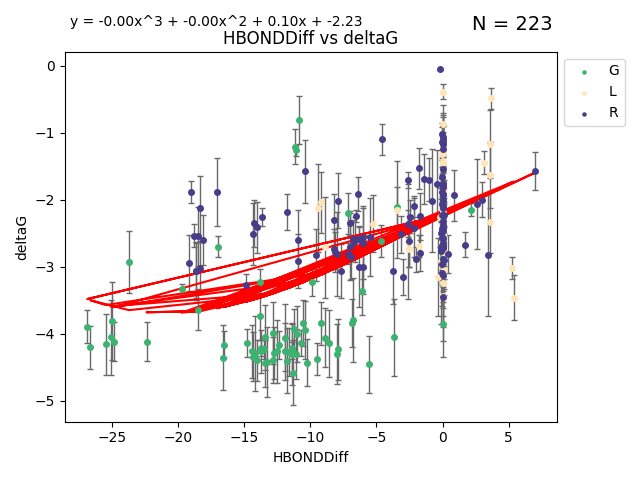 y = -0.00x^3 + -0.00x^2 + 0.10x + -2.23
N = 223
HBONDDiff vs deltaG
G
L
R
deltaG
0
−1
−2
−3
−4
−5
−25
−20
−15
−10
−5
0
5
HBONDDiff